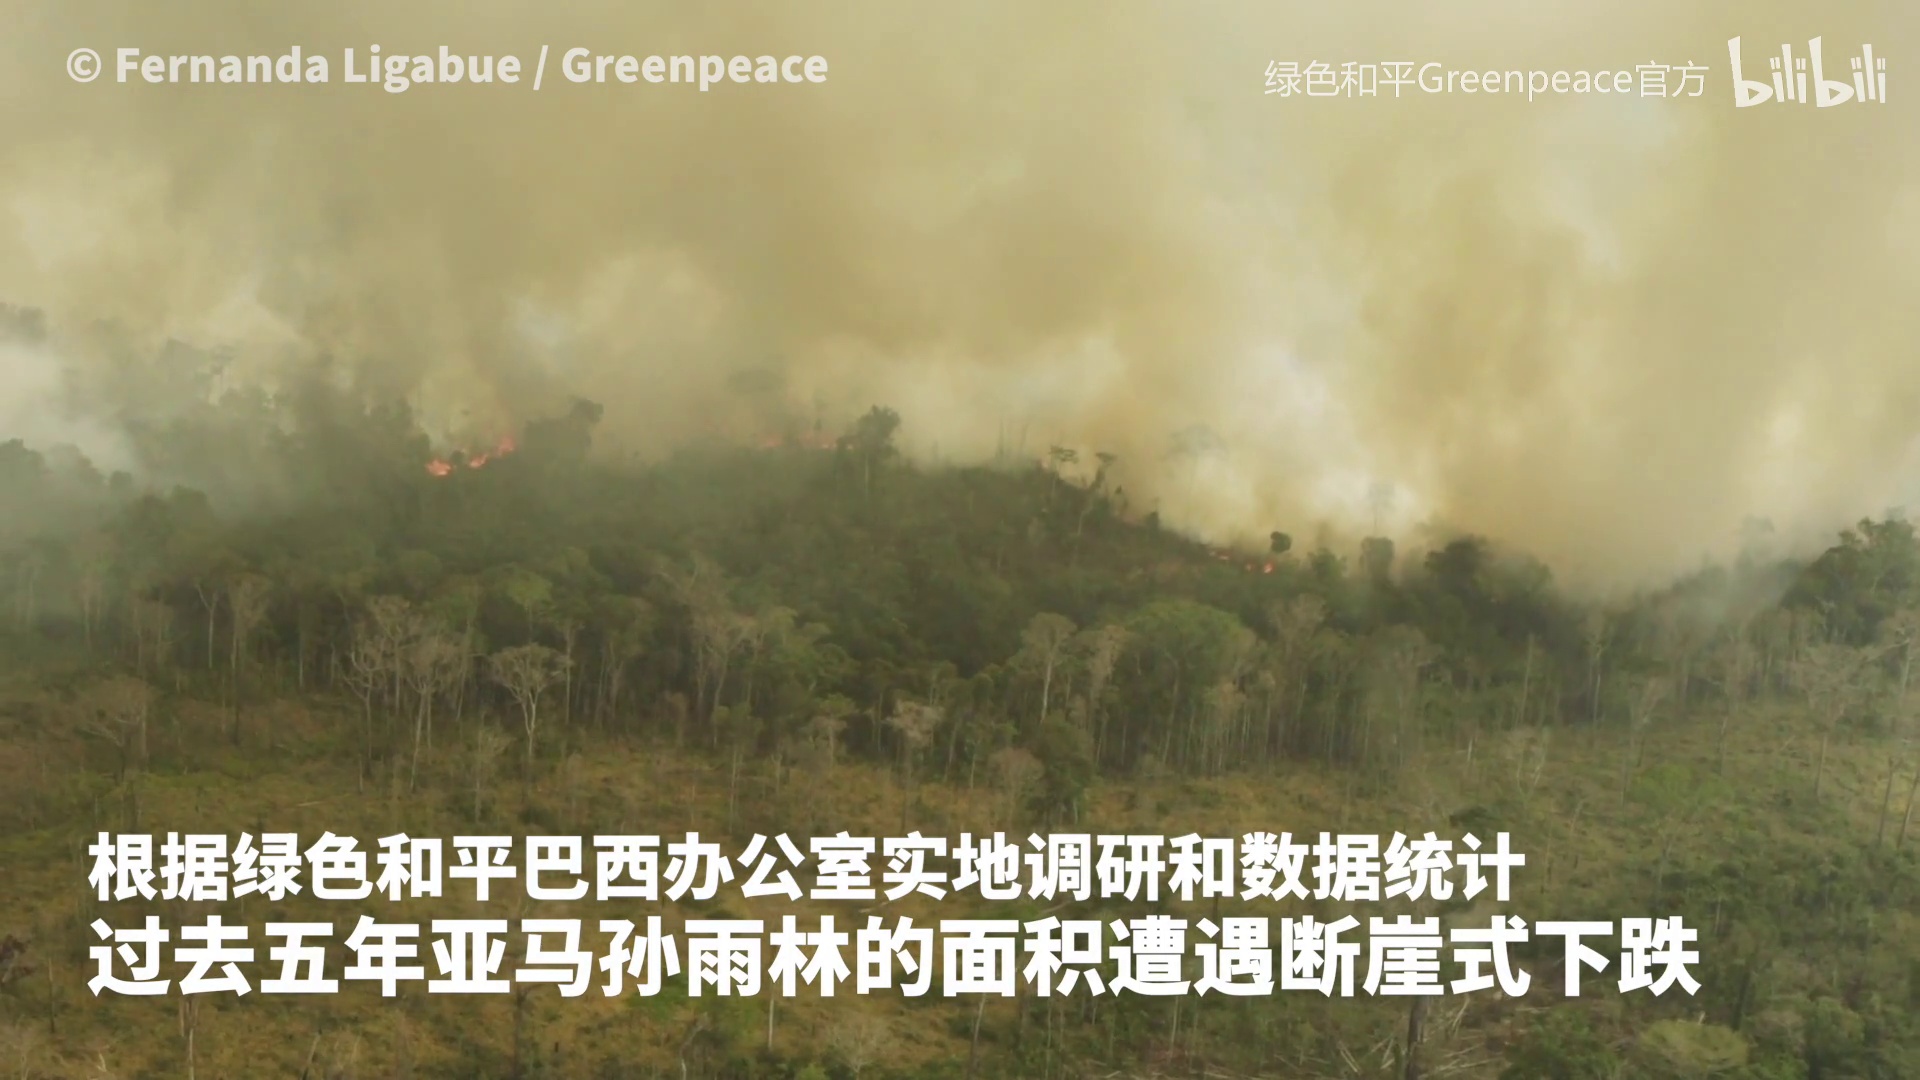 © Fernanda Ligabue / Greenpeace
绿色和平Greenpeace官方 bilibili
根据绿色和平巴西办公室实地调研和数据统计
过去五年亚马孙雨林的面积遭遇断崖式下跌